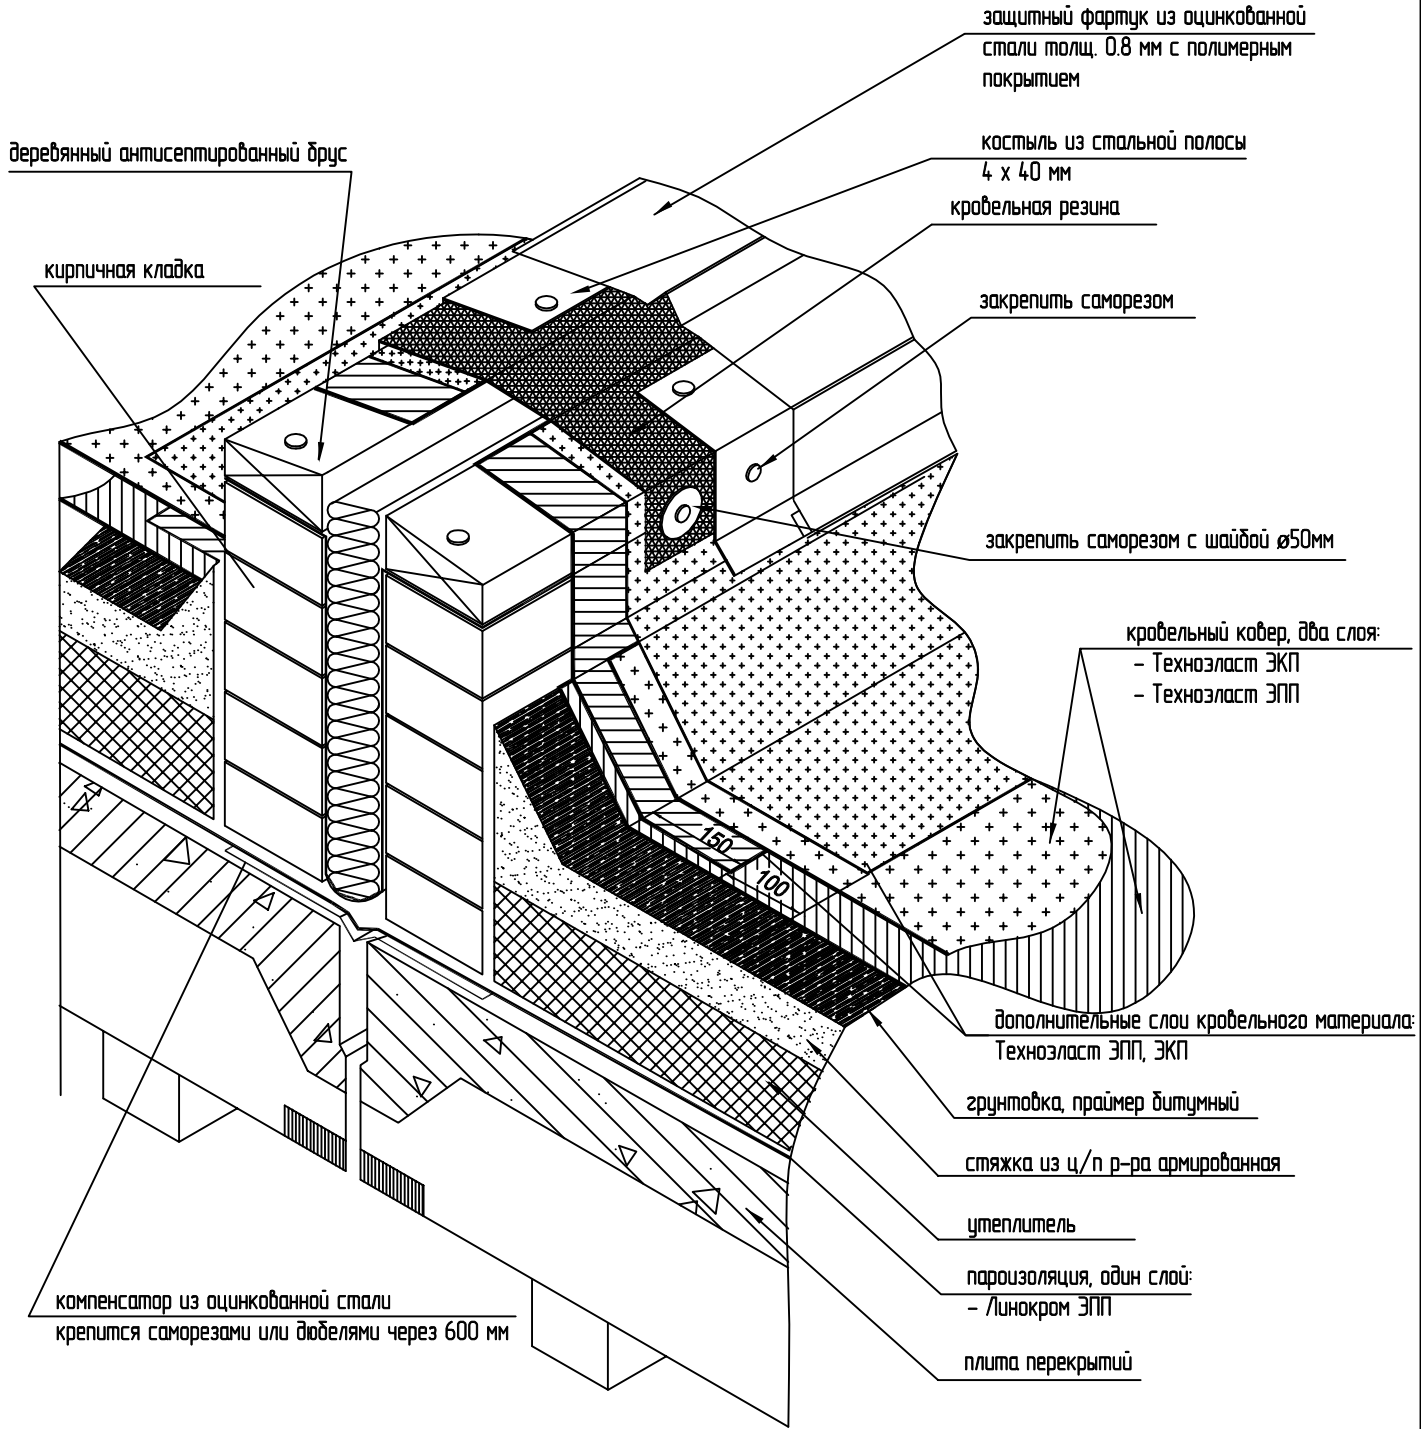 защитный фартук из оцинкованной
стали толщ. 0.8 мм с полимерным
покрытием
костыль из стальной полосы
4 х 40 мм
деревянный антисептированный брус
кровельная резина
кирпичная кладка
закрепить саморезом
закрепить саморезом с шайбой ø50мм
кровельный ковер, два слоя:
- Техноэласт ЭКП
- Техноэласт ЭПП
150
100
дополнительные слои кровельного материала:
Техноэласт ЭПП, ЭКП
грунтовка, праймер битумный
стяжка из ц/п р-ра армированная
утеплитель
пароизоляция, один слой:
- Линокром ЭПП
компенсатор из оцинкованной стали
крепится саморезами или дюбелями через 600 мм
плита перекрытий